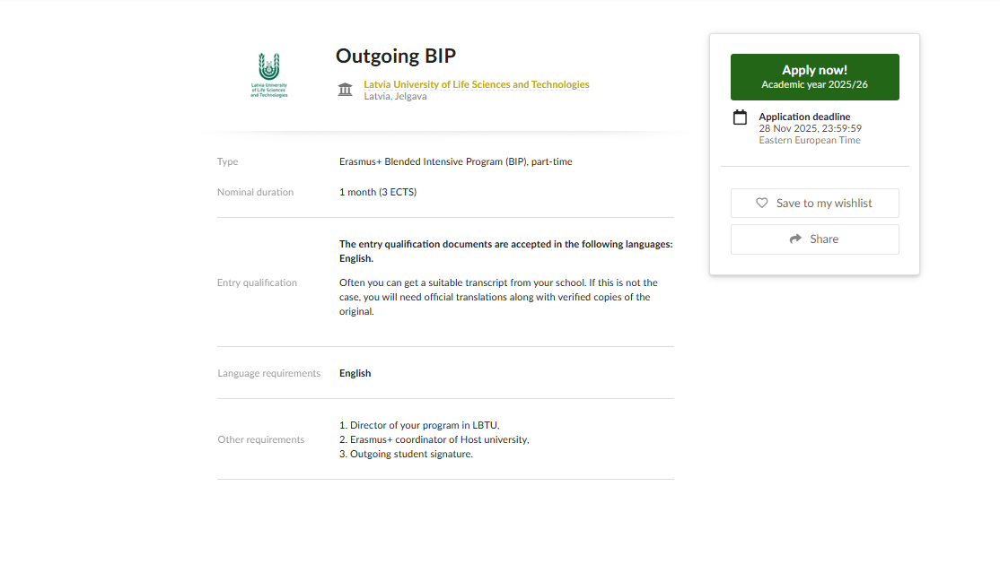 Latvia University
of Life Sciences
and Technologies
Outgoing BIP
Latvia University of Life Sciences and Technologies
Latvia, Jelgava
Type
Erasmus+ Blended Intensive Program (BIP), part-time
Nominal duration
1 month (3 ECTS)
Entry qualification
The entry qualification documents are accepted in the following languages:
English.
Often you can get a suitable transcript from your school. If this is not the
case, you will need official translations along with verified copies of the
original.
Language requirements
English
Other requirements
1. Director of your program in LBTU,
2. Erasmus+ coordinator of Host university,
3. Outgoing student signature.
Apply now!
Academic year 2025/26
Application deadline
28 Nov 2025, 23:59:59
Eastern European Time
Save to my wishlist
Share